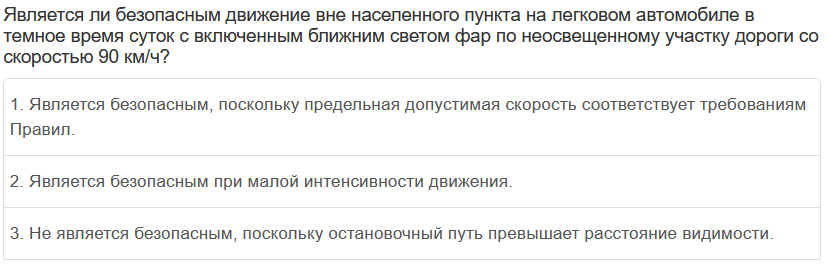 Является ли безопасным движение вне населенного пункта на легковом автомобиле в
темное время суток с включенным ближним светом фар по неосвещенному участку дороги со
скоростью 90 км/ч?
1. Является безопасным, поскольку предельная допустимая скорость соответствует требованиям
Правил.
2. Является безопасным при малой интенсивности движения.
3. Не является безопасным, поскольку остановочный путь превышает расстояние видимости.